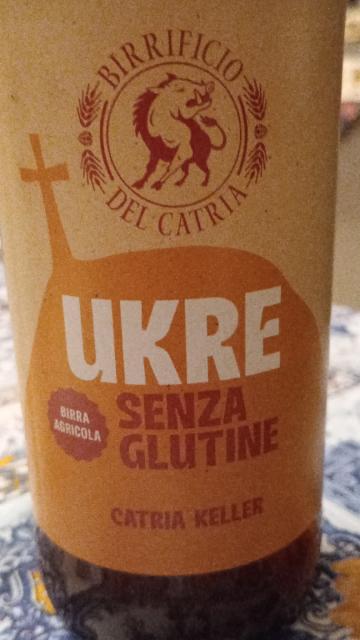 BIRRIFICIO
DEL CATRIA
UKRE
BIRRA
AGRICOLA
SENZA
GLUTINE
CATRIA KELLER